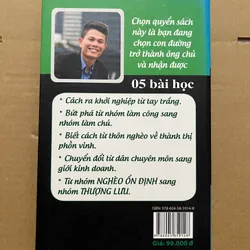 Chọn quyển sách
này là bạn đang
chọn con đường
trở thành ông chủ
và nhận được
05 bài học
• Cách ra khởi nghiệp từ tay trắng.
• Bứt phá từ nhóm làm công sang
nhóm làm chủ.
• Biết cách từ thôn nghèo về thành thị
phồn vinh.
• Chuyển đổi từ dân chuyên môn sang
giới kinh doanh.
• Từ nhóm NGHÈO ỔN ĐỊNH sang
nhóm THƯỢNG LƯU.
Giá: 99.000 đ